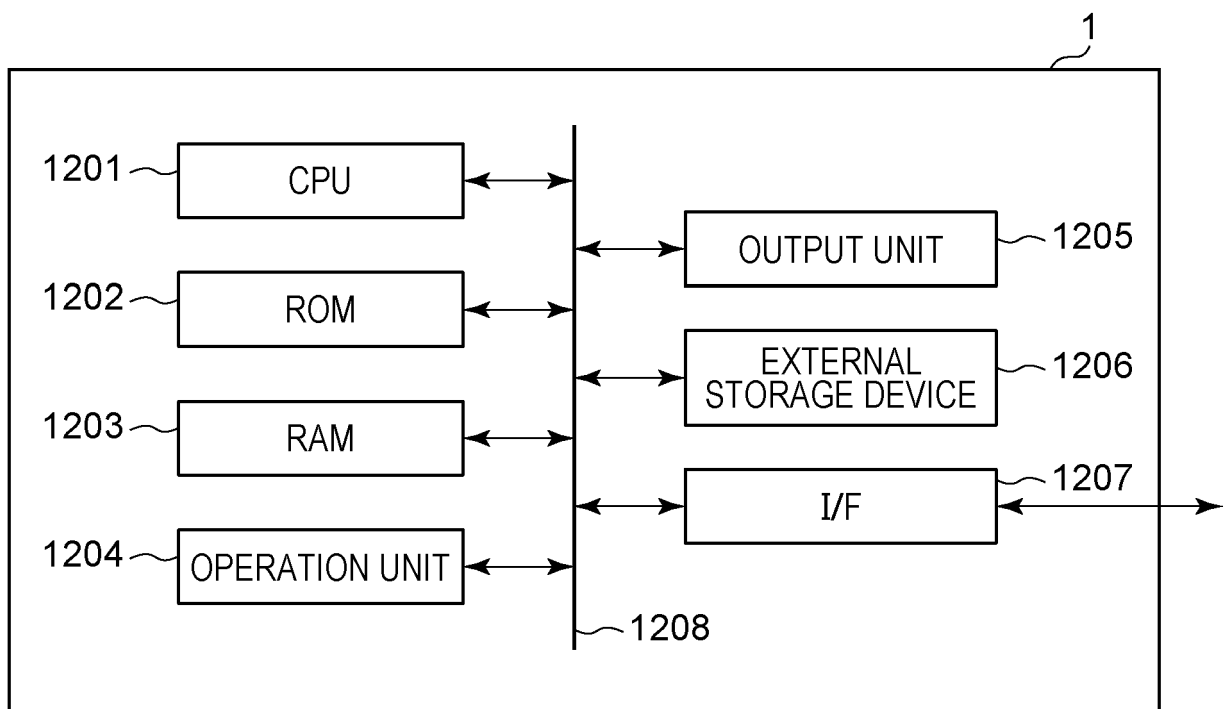 1
1201
CPU
1205
OUTPUT UNIT
1202
ROM
1206
EXTERNAL
STORAGE DEVICE
1203
RAM
1207
I/F
1204
OPERATION UNIT
1208